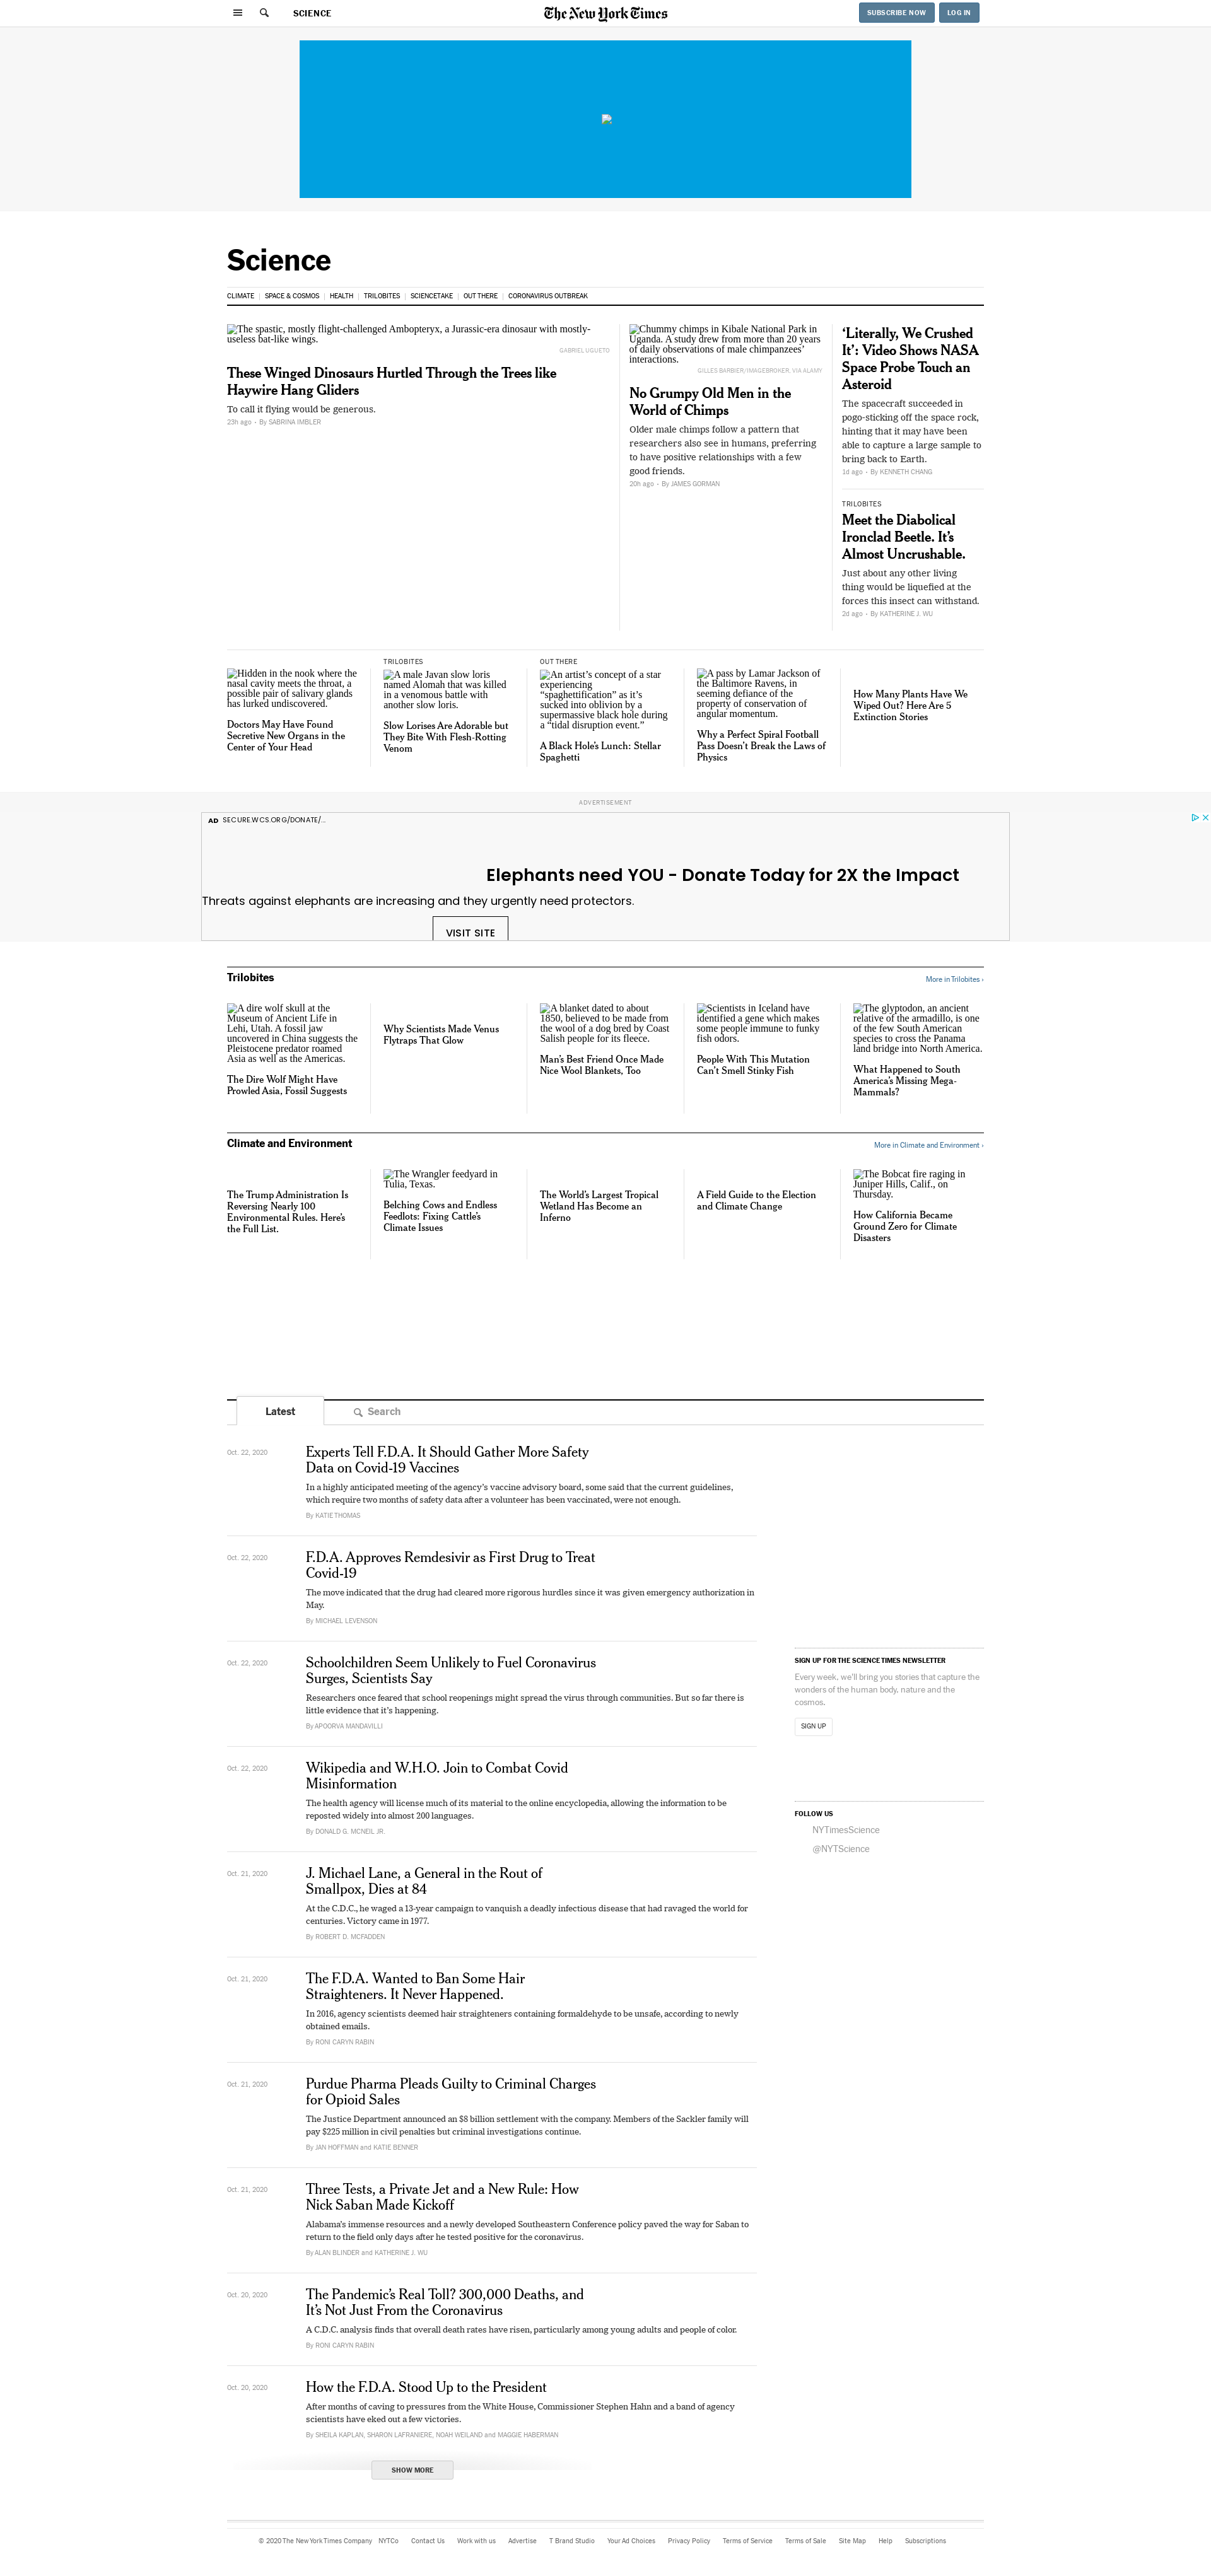 SCIENCE
The New York Times
SUBSCRIBE NOW
LOG IN
Science
CLIMATE
SPACE & COSMOS
HEALTH
TRILOBITES
SCIENCETAKE
OUT THERE
CORONAVIRUS OUTBREAK
The spastic, mostly flight-challenged Ambopteryx, a Jurassic-era dinosaur with mostly-
useless bat-like wings.
GABRIEL UGUETO
These Winged Dinosaurs Hurtled Through the Trees like
Haywire Hang Gliders
To call it flying would be generous.
23h ago • By SABRINA IMBLER
Chummy chimps in Kibale National Park in
Uganda. A study drew from more than 20 years
of daily observations of male chimpanzees’
interactions.
GILLES-BARBIER/IMAGEBROKER, VIA ALAMY
No Grumpy Old Men in the
World of Chimps
Older male chimps follow a pattern that
researchers also see in humans, preferring
to have positive relationships with a few
good friends.
20h ago • By JAMES GORMAN
‘Literally, We Crushed
It’: Video Shows NASA
Space Probe Touch an
Asteroid
The spacecraft succeeded in
pogo-sticking off the space rock,
hinting that it may have been
able to capture a large sample to
bring back to Earth.
1d ago • By KENNETH CHANG
TRILOBITES
Meet the Diabolical
Ironclad Beetle. It’s
Almost Uncrushable.
Just about any other living
thing would be liquefied at the
forces this insect can withstand.
2d ago • By KATHERINE J. WU
Hidden in the nook where the
nasal cavity meets the throat, a
possible pair of salivary glands
has lurked undiscovered.
Doctors May Have Found
Secretive New Organs in the
Center of Your Head
TRILOBITES
A male Javan slow loris
named Alomah that was killed
in a venomous battle with
another slow loris.
Slow Lorises Are Adorable but
They Bite With Flesh-Rotting
Venom
OUT THERE
An artist’s concept of a star
experiencing
“spaghettification” as it’s
sucked into oblivion by a
supermassive black hole during
a “tidal disruption event.”
A Black Hole’s Lunch: Stellar
Spaghetti
A pass by Lamar Jackson of
the Baltimore Ravens, in
seeming defiance of the
property of conservation of
angular momentum.
Why a Perfect Spiral Football
Pass Doesn’t Break the Laws of
Physics
How Many Plants Have We
Wiped Out? Here Are 5
Extinction Stories
ADVERTISEMENT
AD SECURE.WCS.ORG/DONATE/...
Elephants need YOU - Donate Today for 2X the Impact
Threats against elephants are increasing and they urgently need protectors.
VISIT SITE
Trilobites
More in Trilobites ›
A dire wolf skull at the
Museum of Ancient Life in
Lehi, Utah. A fossil jaw
uncovered in China suggests the
Pleistocene predator roamed
Asia as well as the Americas.
The Dire Wolf Might Have
Prowled Asia, Fossil Suggests
Why Scientists Made Venus
Flytraps That Glow
A blanket dated to about
1850, believed to be made from
the wool of a dog bred by Coast
Salish people for its fleece.
Man’s Best Friend Once Made
Nice Wool Blankets, Too
Scientists in Iceland have
identified a gene which makes
some people immune to funky
fish odors.
People With This Mutation
Can’t Smell Stinky Fish
The glyptodon, an ancient
relative of the armadillo, is one
of the few South American
species to cross the Panama
land bridge into North America.
What Happened to South
America’s Missing Mega-
Mammals?
Climate and Environment
More in Climate and Environment ›
The Trump Administration Is
Reversing Nearly 100
Environmental Rules. Here’s
the Full List.
The Wrangler feedyard in
Tulia, Texas.
Belching Cows and Endless
Feedlots: Fixing Cattle’s
Climate Issues
The World’s Largest Tropical
Wetland Has Become an
Inferno
A Field Guide to the Election
and Climate Change
The Bobcat fire raging in
Juniper Hills, Calif., on
Thursday.
How California Became
Ground Zero for Climate
Disasters
Latest
Search
Oct. 22, 2020
Experts Tell F.D.A. It Should Gather More Safety
Data on Covid-19 Vaccines
In a highly anticipated meeting of the agency’s vaccine advisory board, some said that the current guidelines,
which require two months of safety data after a volunteer has been vaccinated, were not enough.
By KATIE THOMAS
Oct. 22, 2020
F.D.A. Approves Remdesivir as First Drug to Treat
Covid-19
The move indicated that the drug had cleared more rigorous hurdles since it was given emergency authorization in
May.
By MICHAEL LEVENSON
Oct. 22, 2020
Schoolchildren Seem Unlikely to Fuel Coronavirus
Surges, Scientists Say
Researchers once feared that school reopenings might spread the virus through communities. But so far there is
little evidence that it’s happening.
By APOORVA MANDAVILLI
Oct. 22, 2020
Wikipedia and W.H.O. Join to Combat Covid
Misinformation
The health agency will license much of its material to the online encyclopedia, allowing the information to be
reposted widely into almost 200 languages.
By DONALD G. MCNEIL JR.
Oct. 21, 2020
J. Michael Lane, a General in the Rout of
Smallpox, Dies at 84
At the C.D.C., he waged a 13-year campaign to vanquish a deadly infectious disease that had ravaged the world for
centuries. Victory came in 1977.
By ROBERT D. MCFADDEN
Oct. 21, 2020
The F.D.A. Wanted to Ban Some Hair
Straighteners. It Never Happened.
In 2016, agency scientists deemed hair straighteners containing formaldehyde to be unsafe, according to newly
obtained emails.
By RONI CARYN RABIN
Oct. 21, 2020
Purdue Pharma Pleads Guilty to Criminal Charges
for Opioid Sales
The Justice Department announced an $8 billion settlement with the company. Members of the Sackler family will
pay $225 million in civil penalties but criminal investigations continue.
By JAN HOFFMAN and KATIE BENNER
Oct. 21, 2020
Three Tests, a Private Jet and a New Rule: How
Nick Saban Made Kickoff
Alabama’s immense resources and a newly developed Southeastern Conference policy paved the way for Saban to
return to the field only days after he tested positive for the coronavirus.
By ALAN BLINDER and KATHERINE J. WU
Oct. 20, 2020
The Pandemic’s Real Toll? 300,000 Deaths, and
It’s Not Just From the Coronavirus
A C.D.C. analysis finds that overall death rates have risen, particularly among young adults and people of color.
By RONI CARYN RABIN
Oct. 20, 2020
How the F.D.A. Stood Up to the President
After months of caving to pressures from the White House, Commissioner Stephen Hahn and a band of agency
scientists have eked out a few victories.
By SHEILA KAPLAN, SHARON LAFRANIERE, NOAH WEILAND and MAGGIE HABERMAN
SHOW MORE
SIGN UP FOR THE SCIENCE TIMES NEWSLETTER
Every week, we’ll bring you stories that capture the
wonders of the human body, nature and the
cosmos.
SIGN UP
FOLLOW US
NYTimesScience
@NYTScience
© 2020 The New York Times Company
NYTCo
Contact Us
Work with us
Advertise
T Brand Studio
Your Ad Choices
Privacy Policy
Terms of Service
Terms of Sale
Site Map
Help
Subscriptions